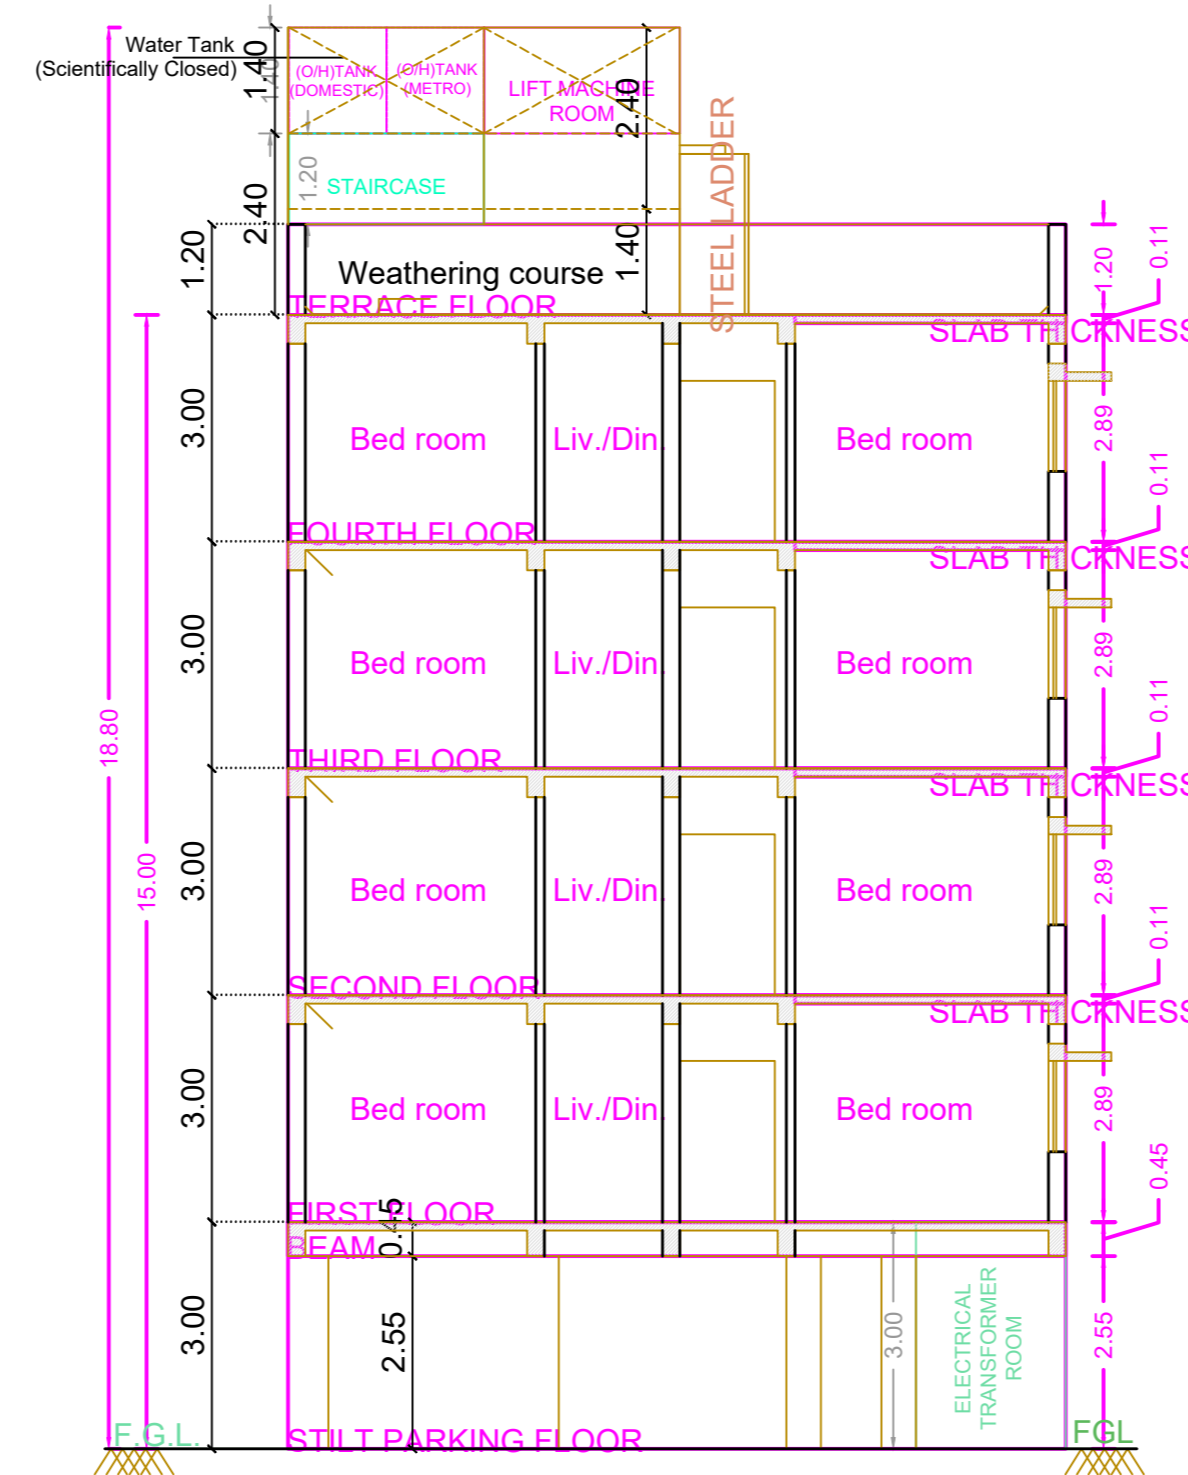 Water Tank
(Scientifically Closed)
1.40
1.40
(O/H)TANK
(DOMESTIC)
(O/H)TANK
(METRO)
LIFT MACHINE
ROOM
2.40
STEEL LADDER
2.40
1.20
STAIRCASE
1.20
Weathering course
1.40
1.20
0.11
TERRACE FLOOR
SLAB THICKNESS
3.00
Bed room
Liv./Din.
Bed room
2.89
0.11
FOURTH FLOOR
SLAB THICKNESS
3.00
Bed room
Liv./Din.
Bed room
2.89
0.11
18.80
THIRD FLOOR
SLAB THICKNESS
15.00
3.00
Bed room
Liv./Din.
Bed room
2.89
0.11
SECOND FLOOR
SLAB THICKNESS
3.00
Bed room
Liv./Din.
Bed room
2.89
0.45
FIRST FLOOR
0.45
BEAM
3.00
2.55
3.00
ELECTRICAL
TRANSFORMER
ROOM
2.55
F.G.L.
STILT PARKING FLOOR
FGL